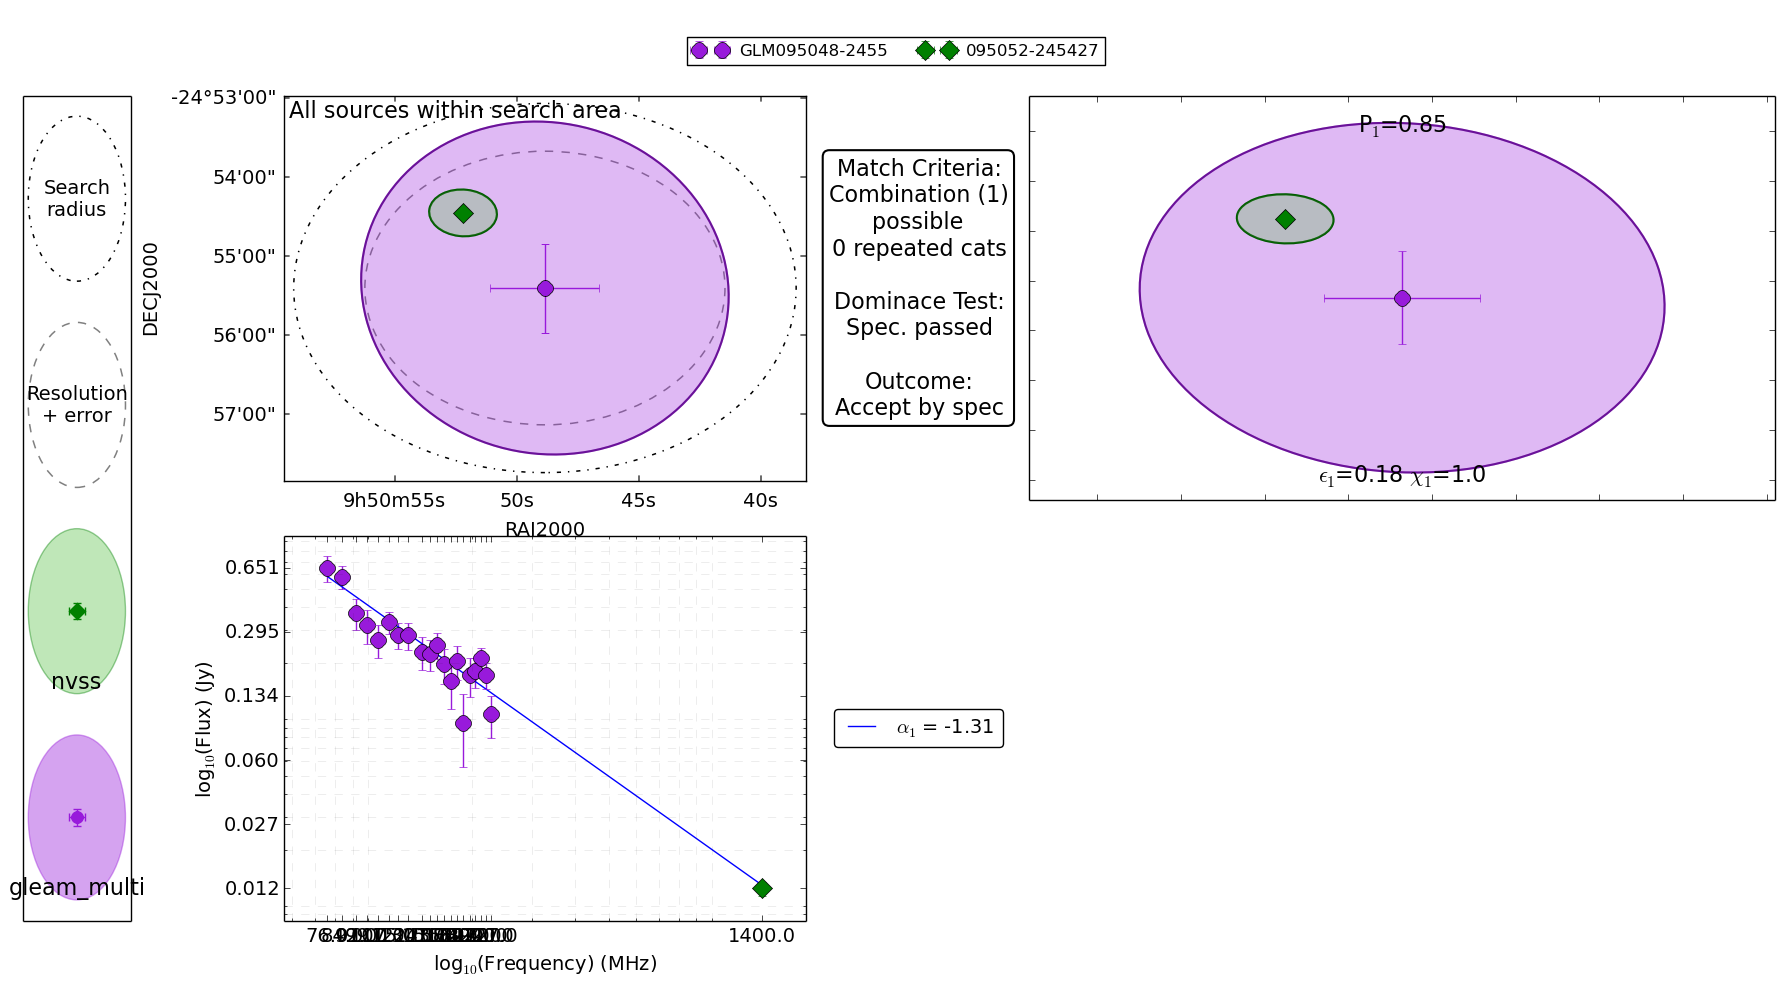 GLM095048-2455
095052-245427
Search
radius
Resolution
+ error
nvss
gleam_multi
All sources within search area
-24°53'00"
54'00"
55'00"
56'00"
57'00"
DECJ2000
9h50m55s
50s
45s
40s
RAJ2000
Match Criteria:
Combination (1)
possible
0 repeated cats
Dominace Test:
Spec. passed
Outcome:
Accept by spec
P₁=0.85
ϵ₁=0.18 χ₁=1.0
0.651
0.295
0.134
0.060
0.027
0.012
log₁₀(Flux) (Jy)
1400.0
log₁₀(Frequency) (MHz)
α₁ = -1.31